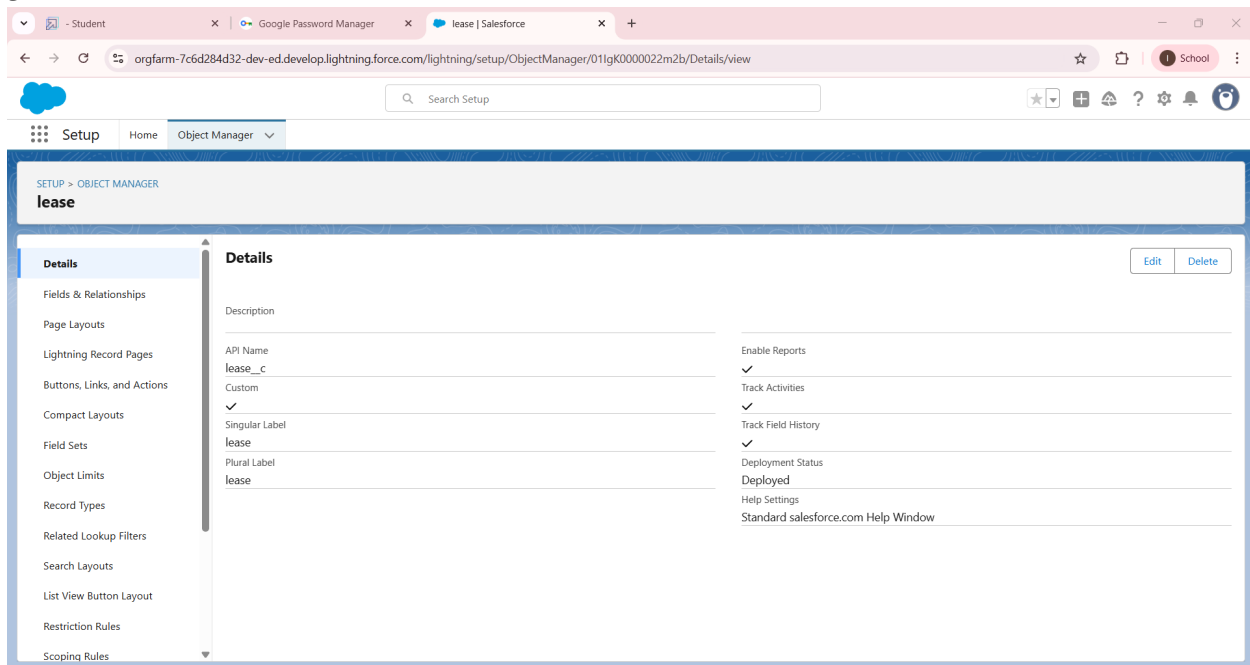 - Student
Google Password Manager
lease | Salesforce
orgfarm-7c6d284d32-dev-ed.develop.lightning.force.com/lightning/setup/ObjectManager/01IgK0000022m2b/Details/view
School
Search Setup
Setup
Home
Object Manager
SETUP > OBJECT MANAGER
lease
Details
Fields & Relationships
Page Layouts
Lightning Record Pages
Buttons, Links, and Actions
Compact Layouts
Field Sets
Object Limits
Record Types
Related Lookup Filters
Search Layouts
List View Button Layout
Restriction Rules
Scoping Rules
Details
Edit
Delete
Description
API Name
lease__c
Custom
Singular Label
lease
Plural Label
lease
Enable Reports
Track Activities
Track Field History
Deployment Status
Deployed
Help Settings
Standard salesforce.com Help Window